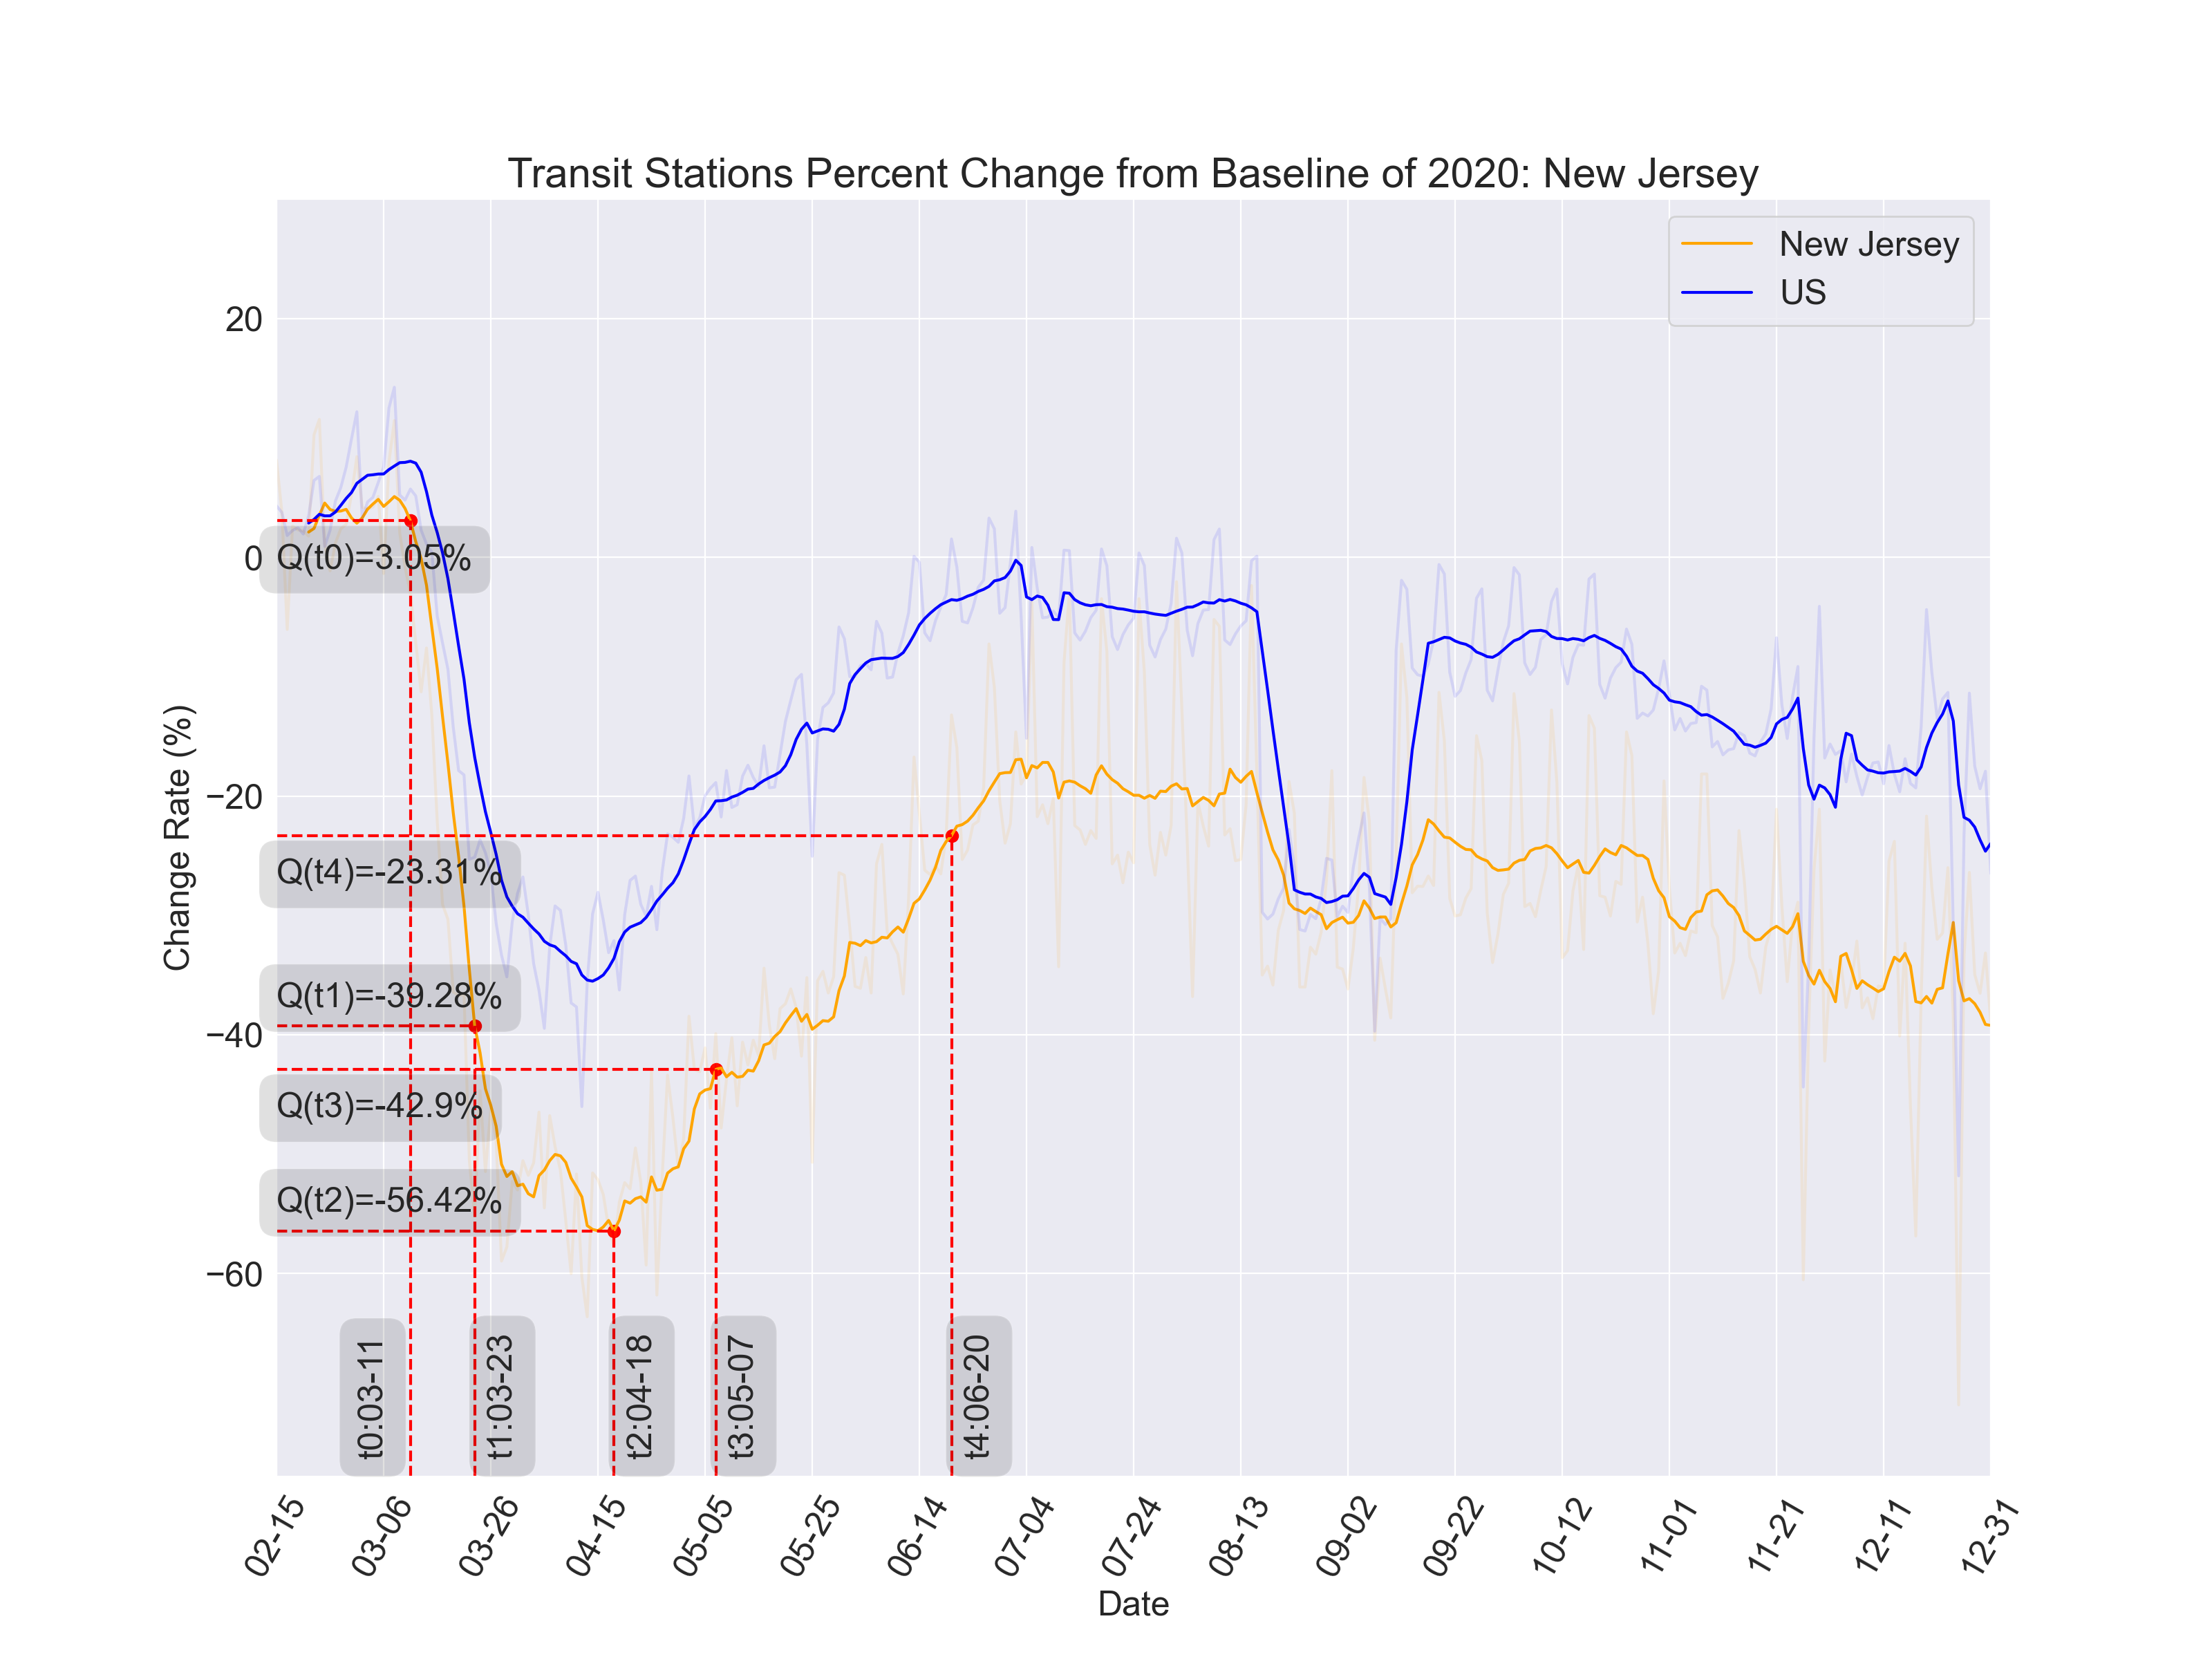 Transit Stations Percent Change from Baseline of 2020: New Jersey
New Jersey
US
20
0
−20
−40
−60
Change Rate (%)
Q(t0)=3.05%
Q(t4)=-23.31%
Q(t1)=-39.28%
Q(t3)=-42.9%
Q(t2)=-56.42%
t0:03-11
t1:03-23
t2:04-18
t3:05-07
t4:06-20
02-15
03-06
03-26
04-15
05-05
05-25
06-14
07-04
07-24
08-13
09-02
09-22
10-12
11-01
11-21
12-11
12-31
Date